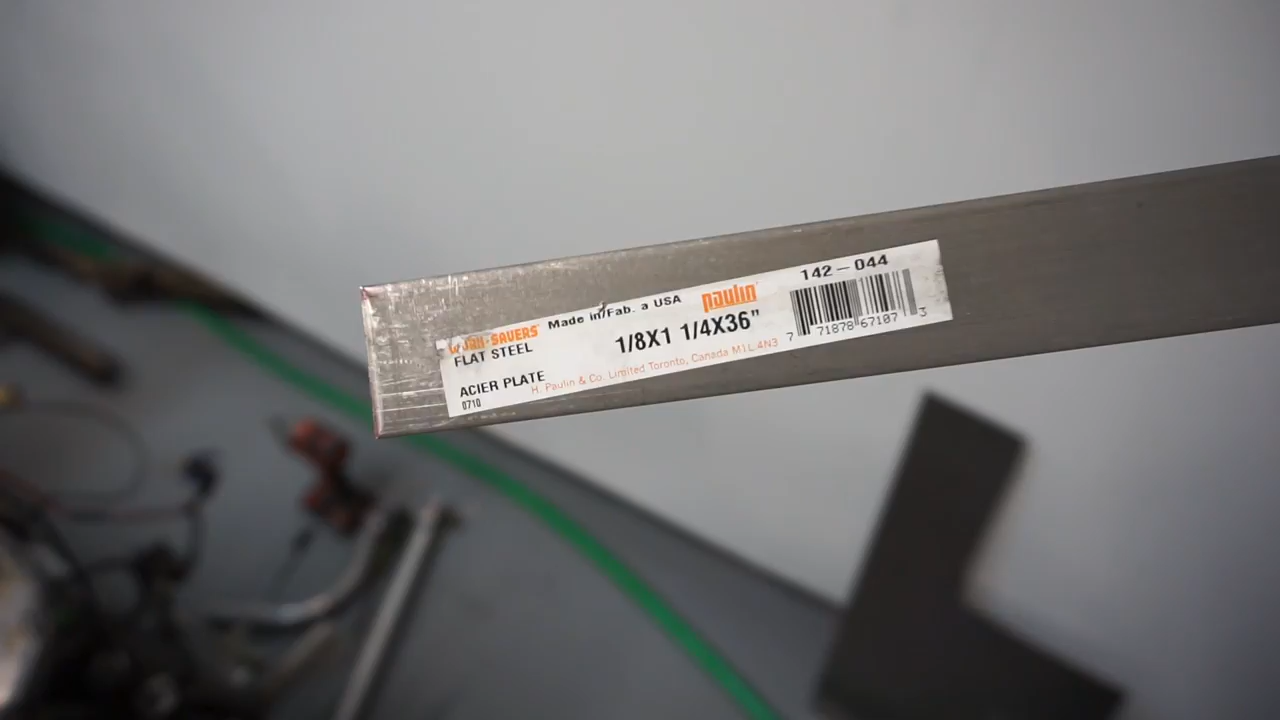 142-044
Made in/Fab. a USA paulin
FLAT STEEL
1/8X1 1/4X36"
7 71878 67107 3
ACIER PLATE
H. Paulin & Co. Limited Toronto, Canada M1L 4N3
0710